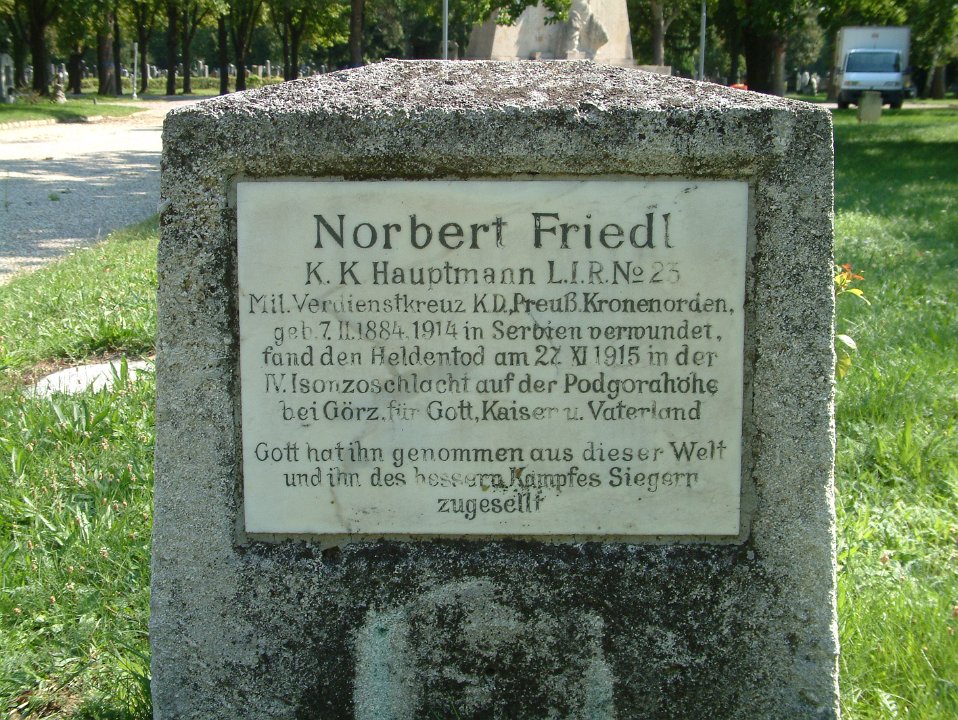 Norbert Friedl
K. K. Hauptmann L.I.R. No 23
Mil. Verdienstkreuz K.D., Preuß. Kronenorden,
geb. 7. II. 1884. 1914 in Serbien verwundet,
fand den Heldentod am 27. XI 1915 in der
IV. Isonzoschlacht auf der Podgorahöhe
bei Görz, für Gott, Kaiser u. Vaterland
Gott hat ihn genommen aus dieser Welt
und ihn des bessern Kampfes Siegern
zugesellt